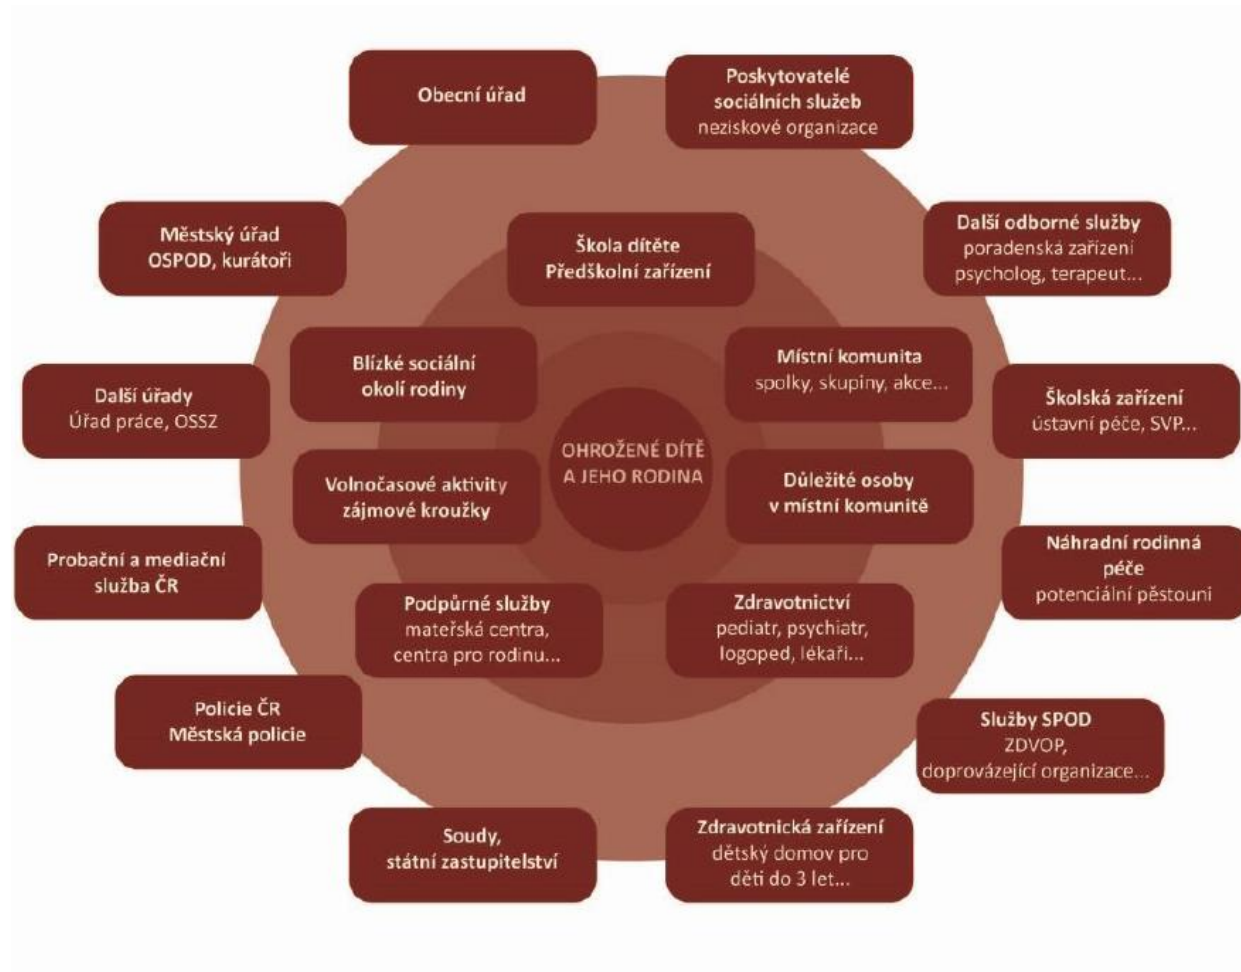 Obecní úřad
Poskytovatelé
sociálních služeb
neziskové organizace
Městský úřad
OSPOD, kurátoři
Škola dítěte
Předškolní zařízení
Další odborné služby
poradenská zařízení
psycholog, terapeut...
Blízké sociální
okolí rodiny
Místní komunita
spolky, skupiny, akce...
Další úřady
Úřad práce, OSSZ
Školská zařízení
ústavní péče, SVP...
OHROŽENÉ DÍTĚ
A JEHO RODINA
Volnočasové aktivity
zájmové kroužky
Důležité osoby
v místní komunitě
Probační a mediační
služba ČR
Náhradní rodinná
péče
potenciální pěstouni
Podpůrné služby
mateřská centra,
centra pro rodinu...
Zdravotnictví
pediatr, psychiatr,
logoped, lékaři...
Policie ČR
Městská policie
Služby SPOD
ZDVOP,
doprovázející organizace...
Soudy,
státní zastupitelství
Zdravotnická zařízení
dětský domov pro
děti do 3 let...